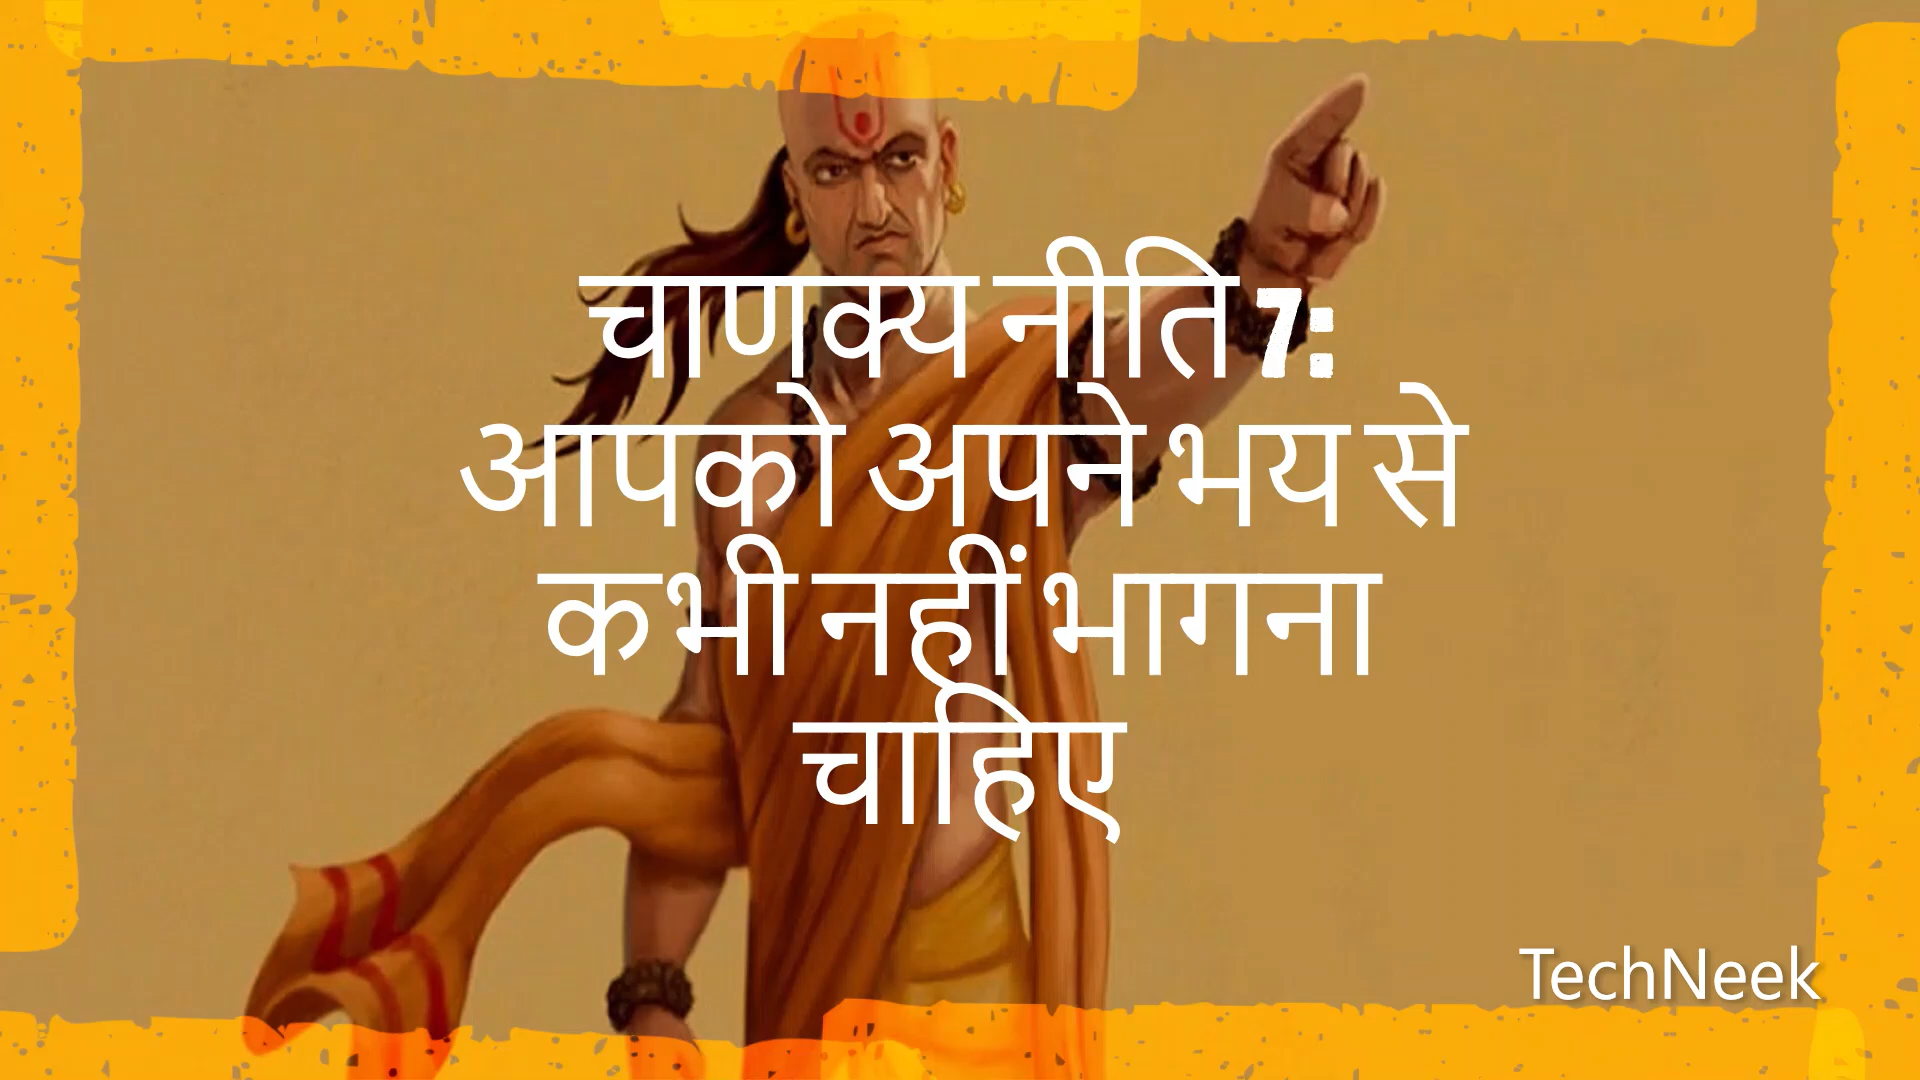 चाणक्य नीति 7:
आपको अपने भय से
कभी नहीं भागना
चाहिए
TechNeek